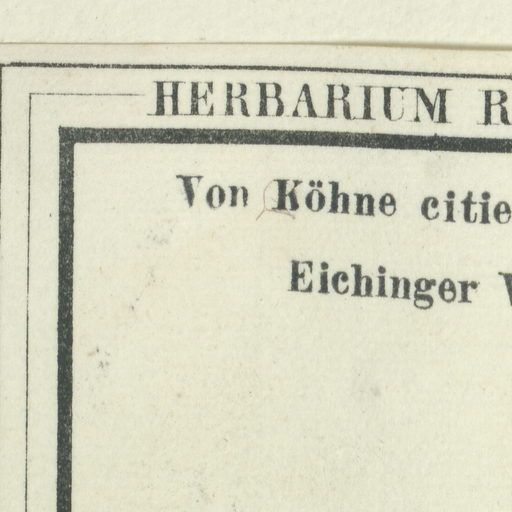 HERBARIUM R
Von Köhne citie
Eichinger V